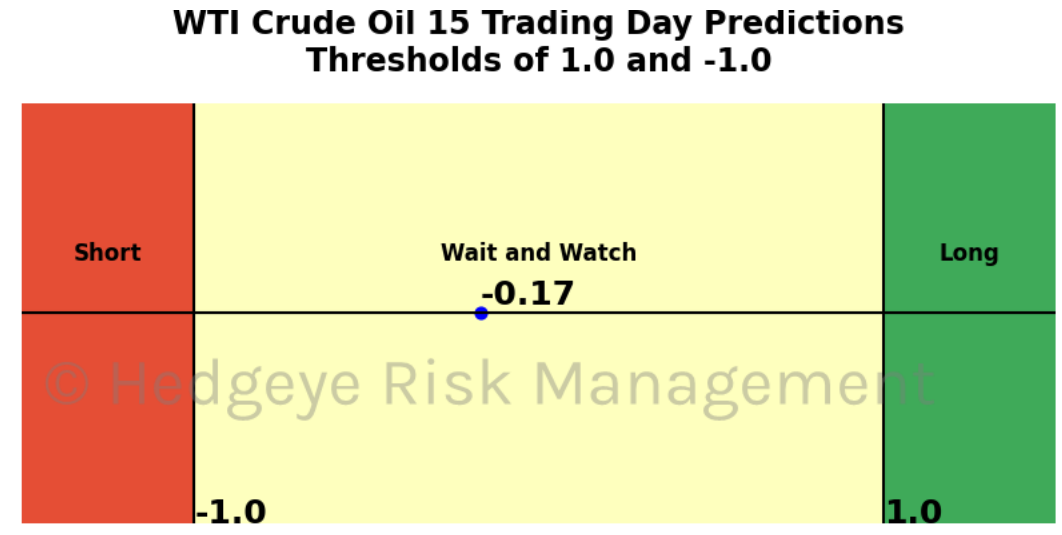 WTI Crude Oil 15 Trading Day Predictions
Thresholds of 1.0 and -1.0
Short
Wait and Watch
Long
-0.17
© Hedgeye Risk Management
-1.0
1.0